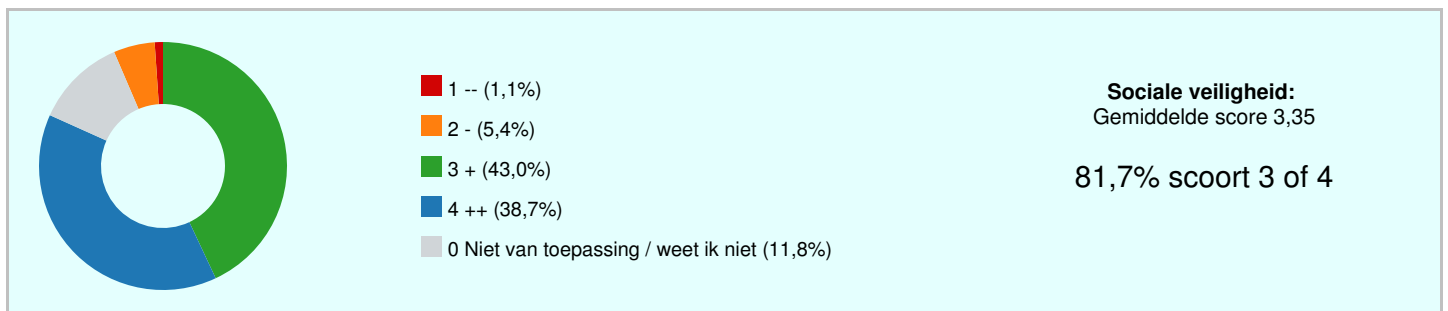 1 -- (1,1%)
2 - (5,4%)
3 + (43,0%)
4 ++ (38,7%)
0 Niet van toepassing / weet ik niet (11,8%)
Sociale veiligheid:
Gemiddelde score 3,35
81,7% scoort 3 of 4